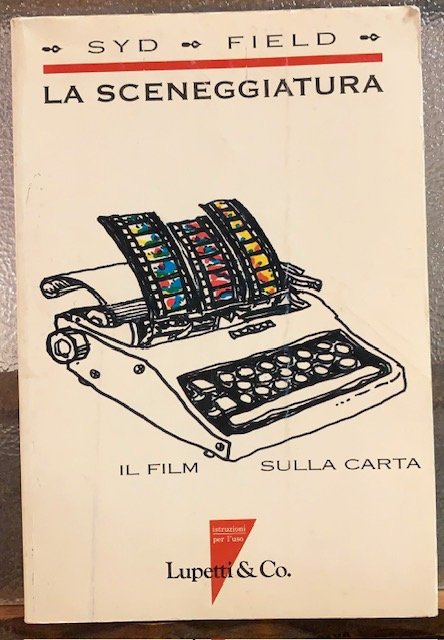 SYD FIELD
LA SCENEGGIATURA
IL FILM SULLA CARTA
istruzioni
per l'uso
Lupetti & Co.